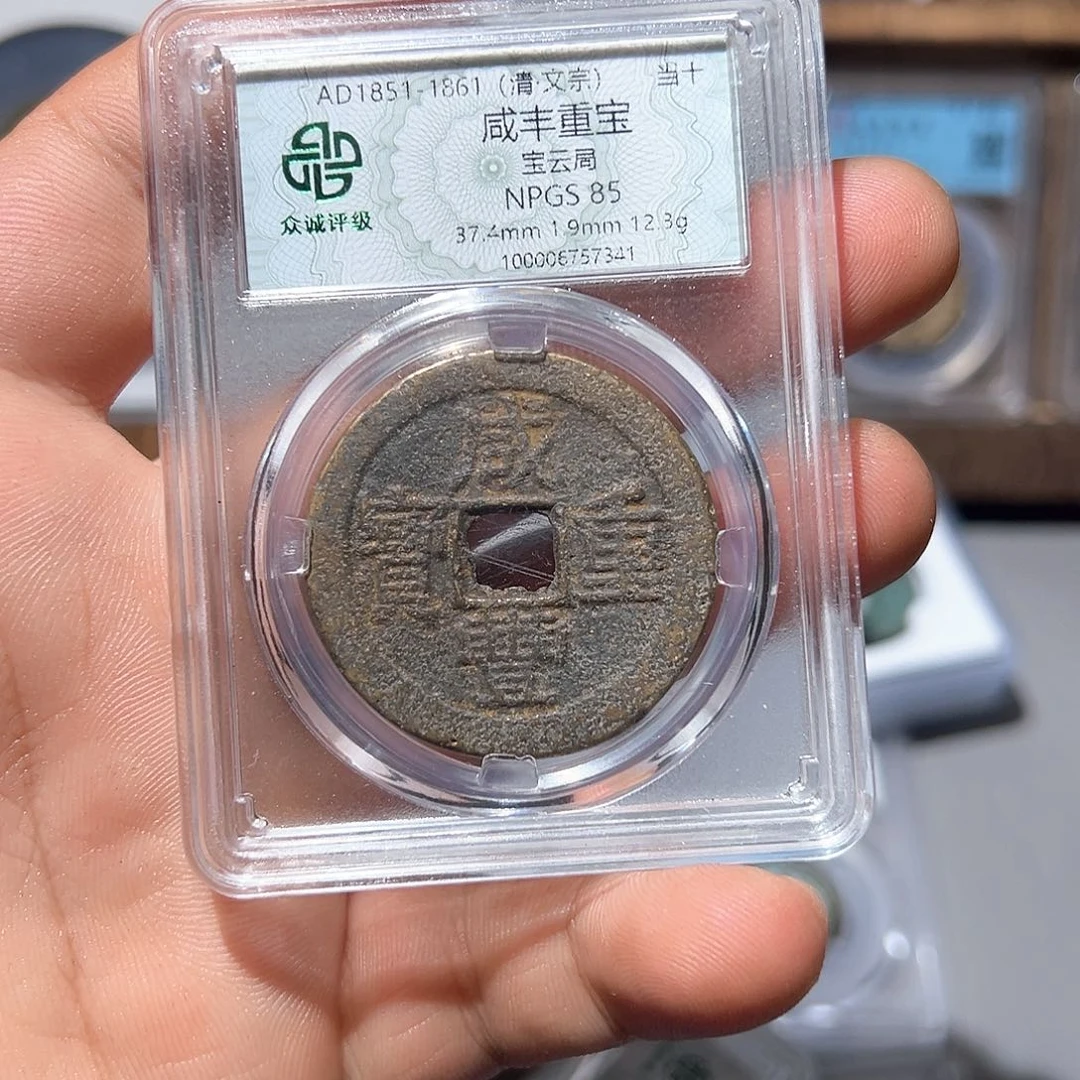 AD1851-1861（清·文宗） 当十
咸丰重宝
宝云局
NPGS 85
众诚评级
37.4mm 1.9mm 12.3g
100006757341
咸
寶 重
豐